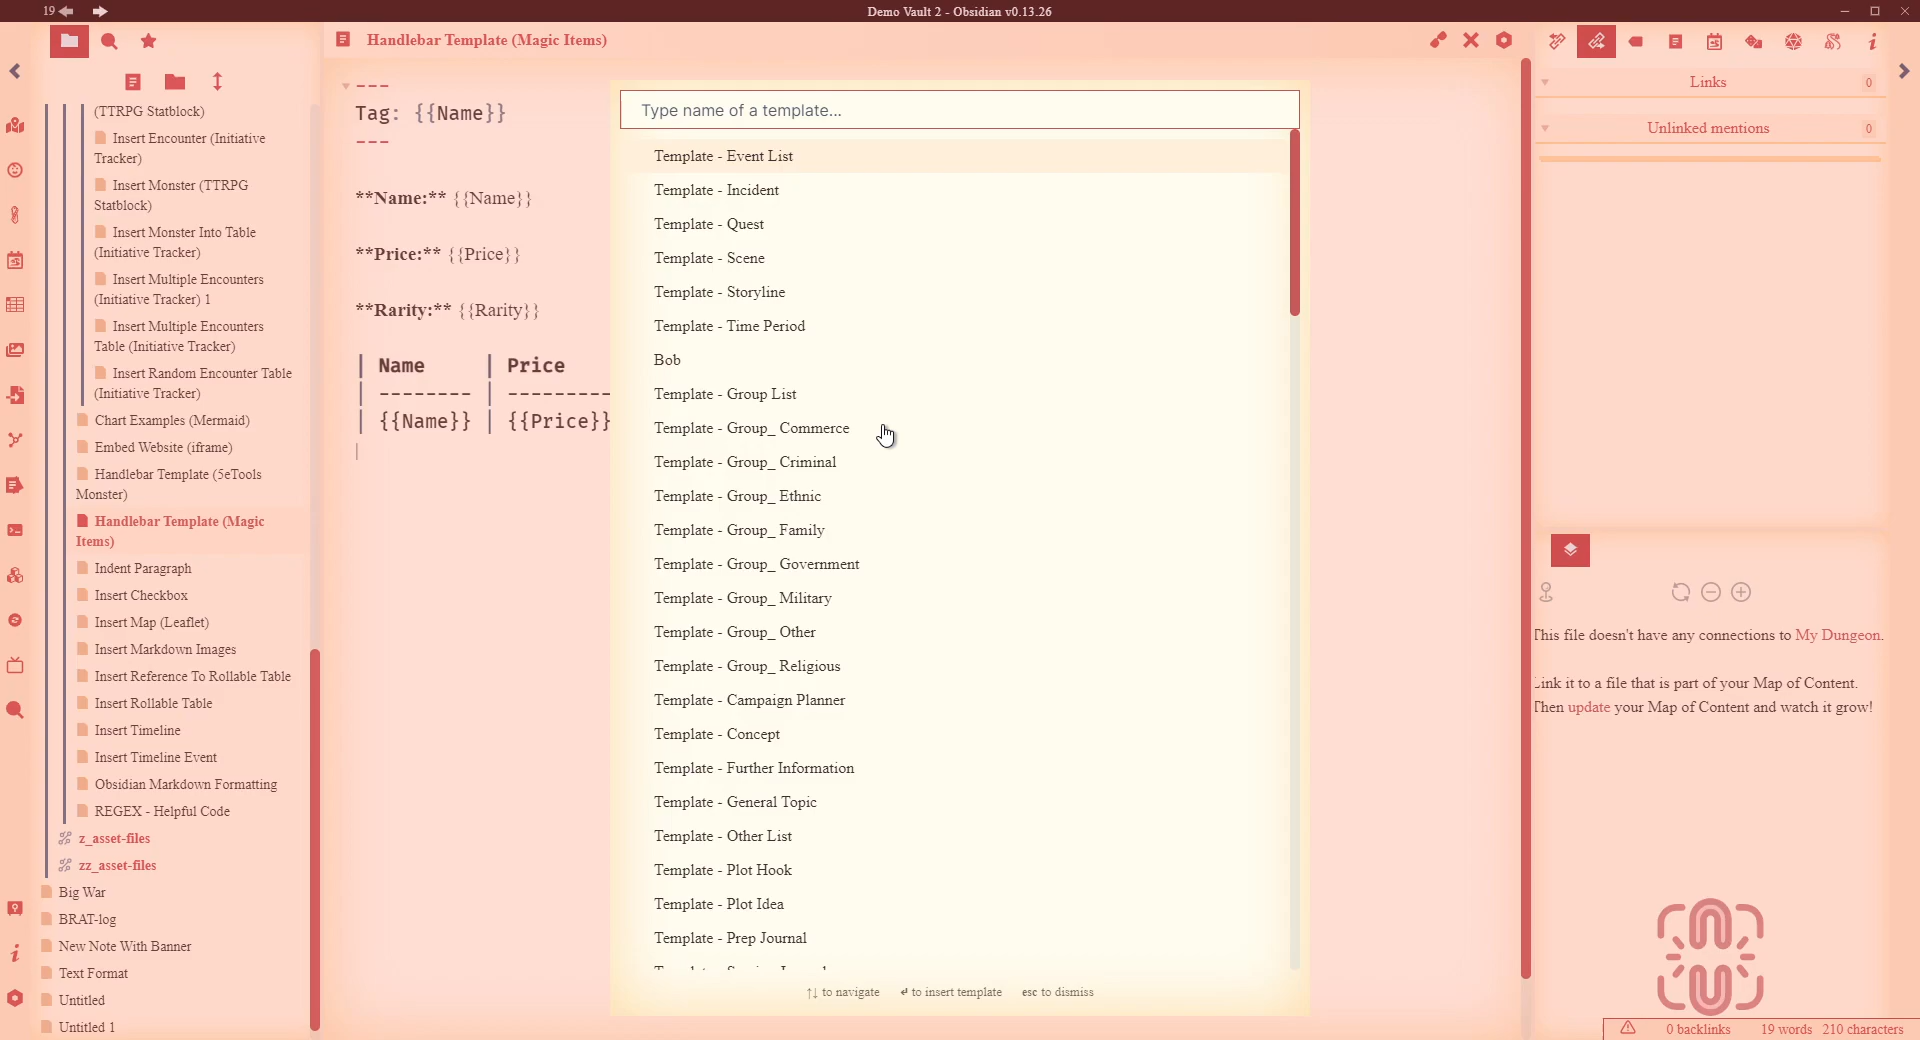 19
Demo Vault 2 - Obsidian v0.13.26
(TTRPG Statblock)
Insert Encounter (Initiative
Tracker)
Insert Monster (TTRPG
Statblock)
Insert Monster Into Table
(Initiative Tracker)
Insert Multiple Encounters
(Initiative Tracker) 1
Insert Multiple Encounters
Table (Initiative Tracker)
Insert Random Encounter Table
(Initiative Tracker)
Chart Examples (Mermaid)
Embed Website (iframe)
Handlebar Template (5eTools
Monster)
Handlebar Template (Magic
Items)
Indent Paragraph
Insert Checkbox
Insert Map (Leaflet)
Insert Markdown Images
Insert Reference To Rollable Table
Insert Rollable Table
Insert Timeline
Insert Timeline Event
Obsidian Markdown Formatting
REGEX - Helpful Code
z_asset-files
zz_asset-files
Big War
BRAT-log
New Note With Banner
Text Format
Untitled
Untitled 1
Handlebar Template (Magic Items)
---
Tag: {{Name}}
---
**Name:** {{Name}}
**Price:** {{Price}}
**Rarity:** {{Rarity}}
| Name | Price
| -------- | ---------
| {{Name}} | {{Price}}
Type name of a template...
Template - Event List
Template - Incident
Template - Quest
Template - Scene
Template - Storyline
Template - Time Period
Bob
Template - Group List
Template - Group_ Commerce
Template - Group_ Criminal
Template - Group_ Ethnic
Template - Group_ Family
Template - Group_ Government
Template - Group_ Military
Template - Group_ Other
Template - Group_ Religious
Template - Campaign Planner
Template - Concept
Template - Further Information
Template - General Topic
Template - Other List
Template - Plot Hook
Template - Plot Idea
Template - Prep Journal
↑↓ to navigate ↵ to insert template esc to dismiss
Links 0
Unlinked mentions 0
This file doesn't have any connections to My Dungeon.
Link it to a file that is part of your Map of Content.
Then update your Map of Content and watch it grow!
0 backlinks 19 words 210 characters